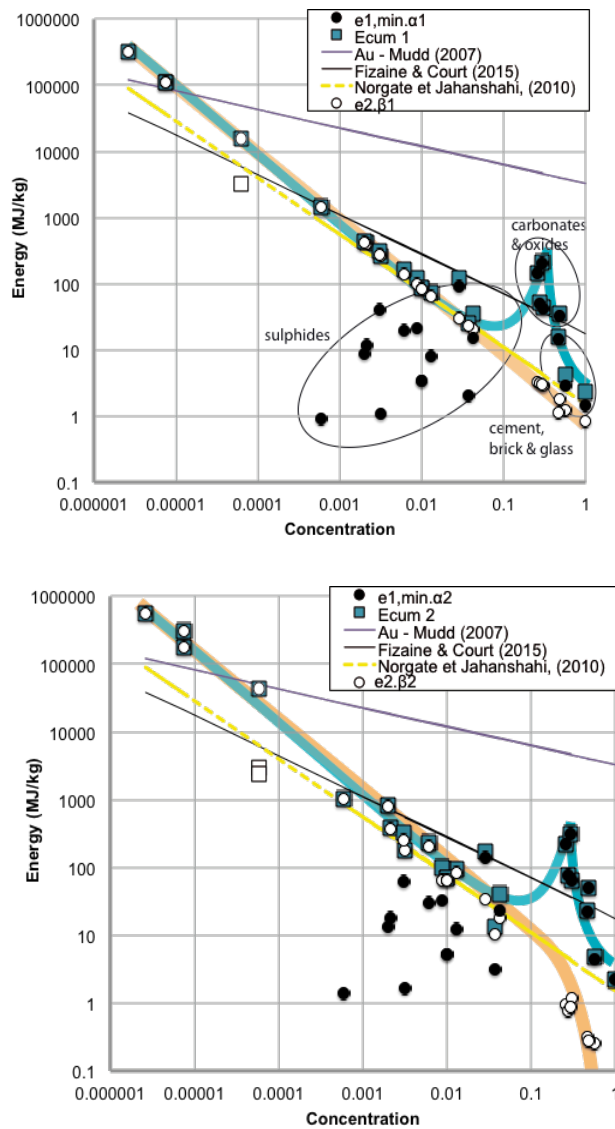 e1,min.α1
Ecum 1
Au - Mudd (2007)
Fizaine & Court (2015)
Norgate et Jahanshahi, (2010)
e2.β1
Energy (MJ/kg)
1000000
100000
10000
1000
100
10
1
0.1
carbonates
& oxides
sulphides
cement,
brick & glass
0.000001 0.00001 0.0001 0.001 0.01 0.1 1
Concentration
e1,min.α2
Ecum 2
Au - Mudd (2007)
Fizaine & Court (2015)
Norgate et Jahanshahi, (2010)
e2.β2
Energy (MJ/kg)
1000000
100000
10000
1000
100
10
1
0.1
0.000001 0.00001 0.0001 0.001 0.01 0.1 1
Concentration